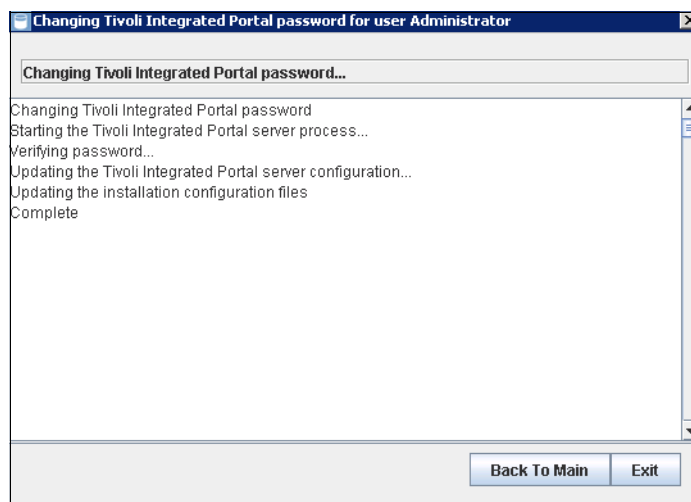 Changing Tivoli Integrated Portal password for user Administrator
Changing Tivoli Integrated Portal password...
Changing Tivoli Integrated Portal password
Starting the Tivoli Integrated Portal server process...
Verifying password...
Updating the Tivoli Integrated Portal server configuration...
Updating the installation configuration files
Complete
Back To Main Exit